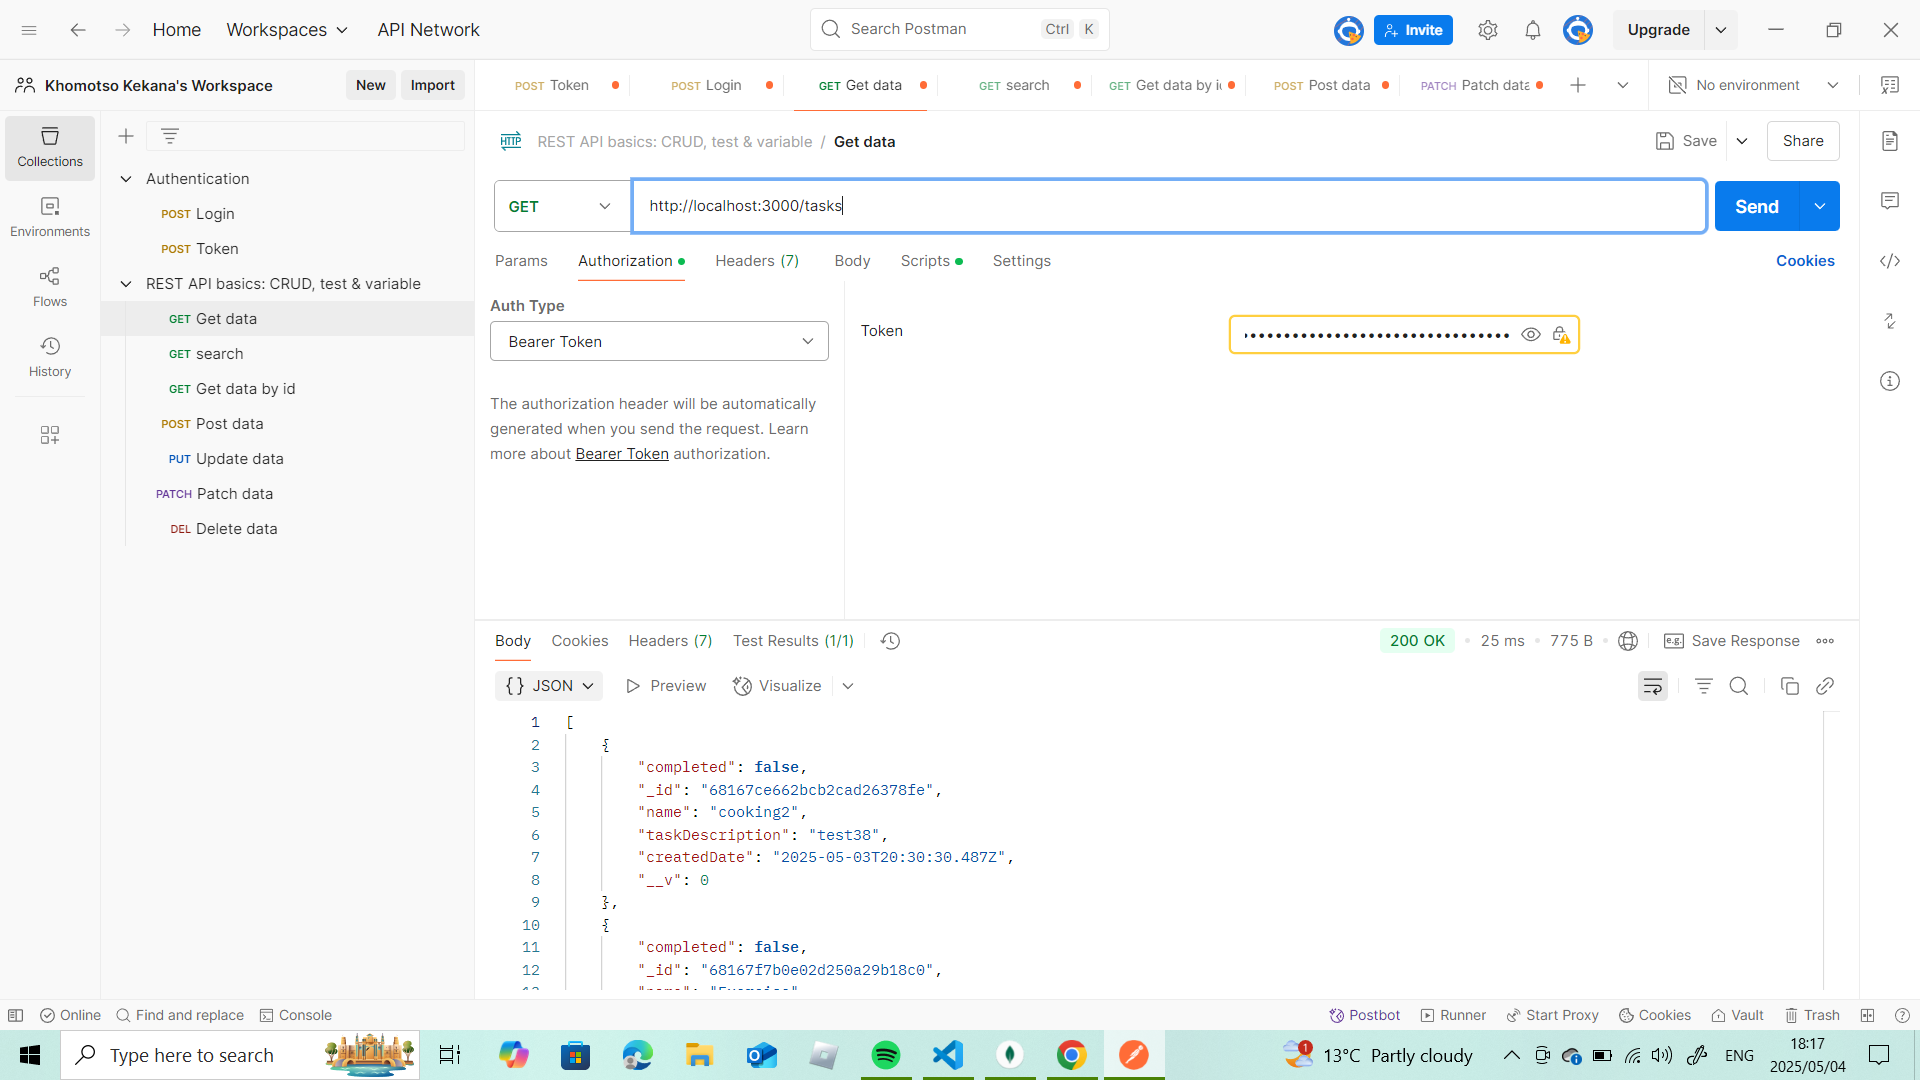 Home Workspaces API Network Search Postman Ctrl K Invite Upgrade
Khomotso Kekana's Workspace New Import POST Token POST Login GET Get data GET search GET Get data by POST Post data PATCH Patch data No environment
Collections
Environments
Flows
History
Authentication
POST Login
POST Token
REST API basics: CRUD, test & variable
GET Get data
GET search
GET Get data by id
POST Post data
PUT Update data
PATCH Patch data
DEL Delete data
HTTP REST API basics: CRUD, test & variable / Get data Save Share
GET http://localhost:3000/tasks Send
Params Authorization Headers (7) Body Scripts Settings Cookies
Auth Type
Bearer Token
Token
The authorization header will be automatically
generated when you send the request. Learn
more about Bearer Token authorization.
Body Cookies Headers (7) Test Results (1/1) 200 OK • 25 ms • 775 B e.g. Save Response
{} JSON Preview Visualize
1 [
2 {
3 "completed": false,
4 "_id": "68167ce662bcb2cad26378fe",
5 "name": "cooking2",
6 "taskDescription": "test38",
7 "createdDate": "2025-05-03T20:30:30.487Z",
8 "__v": 0
9 },
10 {
11 "completed": false,
12 "_id": "68167f7b0e02d250a29b18c0",
Online Find and replace Console Postbot Runner Start Proxy Cookies Vault Trash
Type here to search 1 13°C Partly cloudy ENG 18:17
2025/05/04